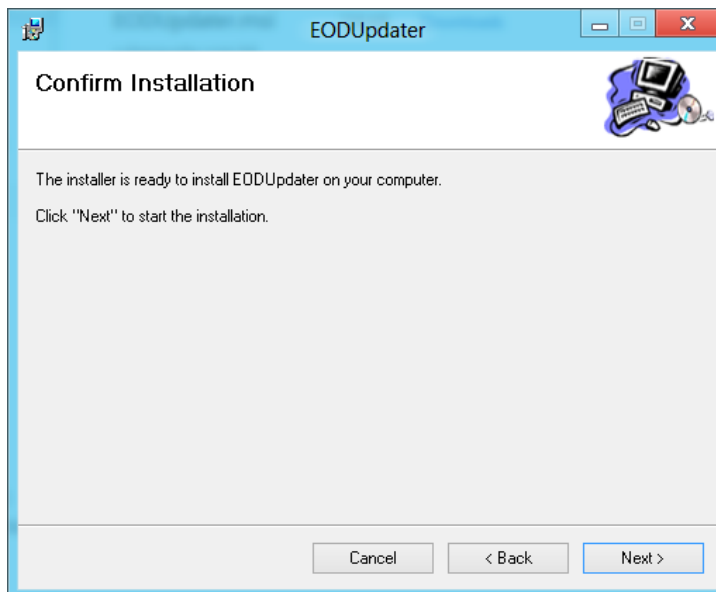 EODUpdater
Confirm Installation
The installer is ready to install EODUpdater on your computer.
Click "Next" to start the installation.
Cancel
< Back
Next >